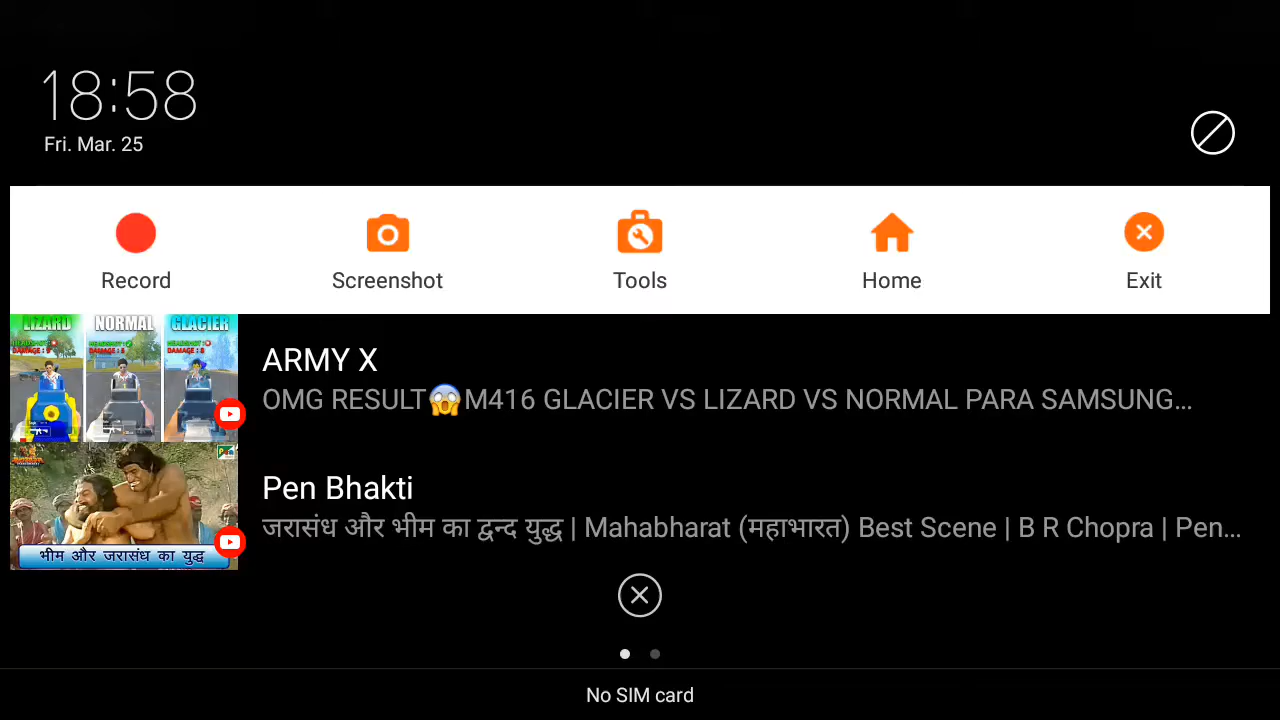 18:58
Fri. Mar. 25
Record
Screenshot
Tools
Home
Exit
LIZARD NORMAL GLACIER
ARMY X
OMG RESULT😱M416 GLACIER VS LIZARD VS NORMAL PARA SAMSUNG...
Pen Bhakti
जरासंध और भीम का द्वन्द युद्ध | Mahabharat (महाभारत) Best Scene | B R Chopra | Pen...
भीम और जरासंध का युद्ध
No SIM card